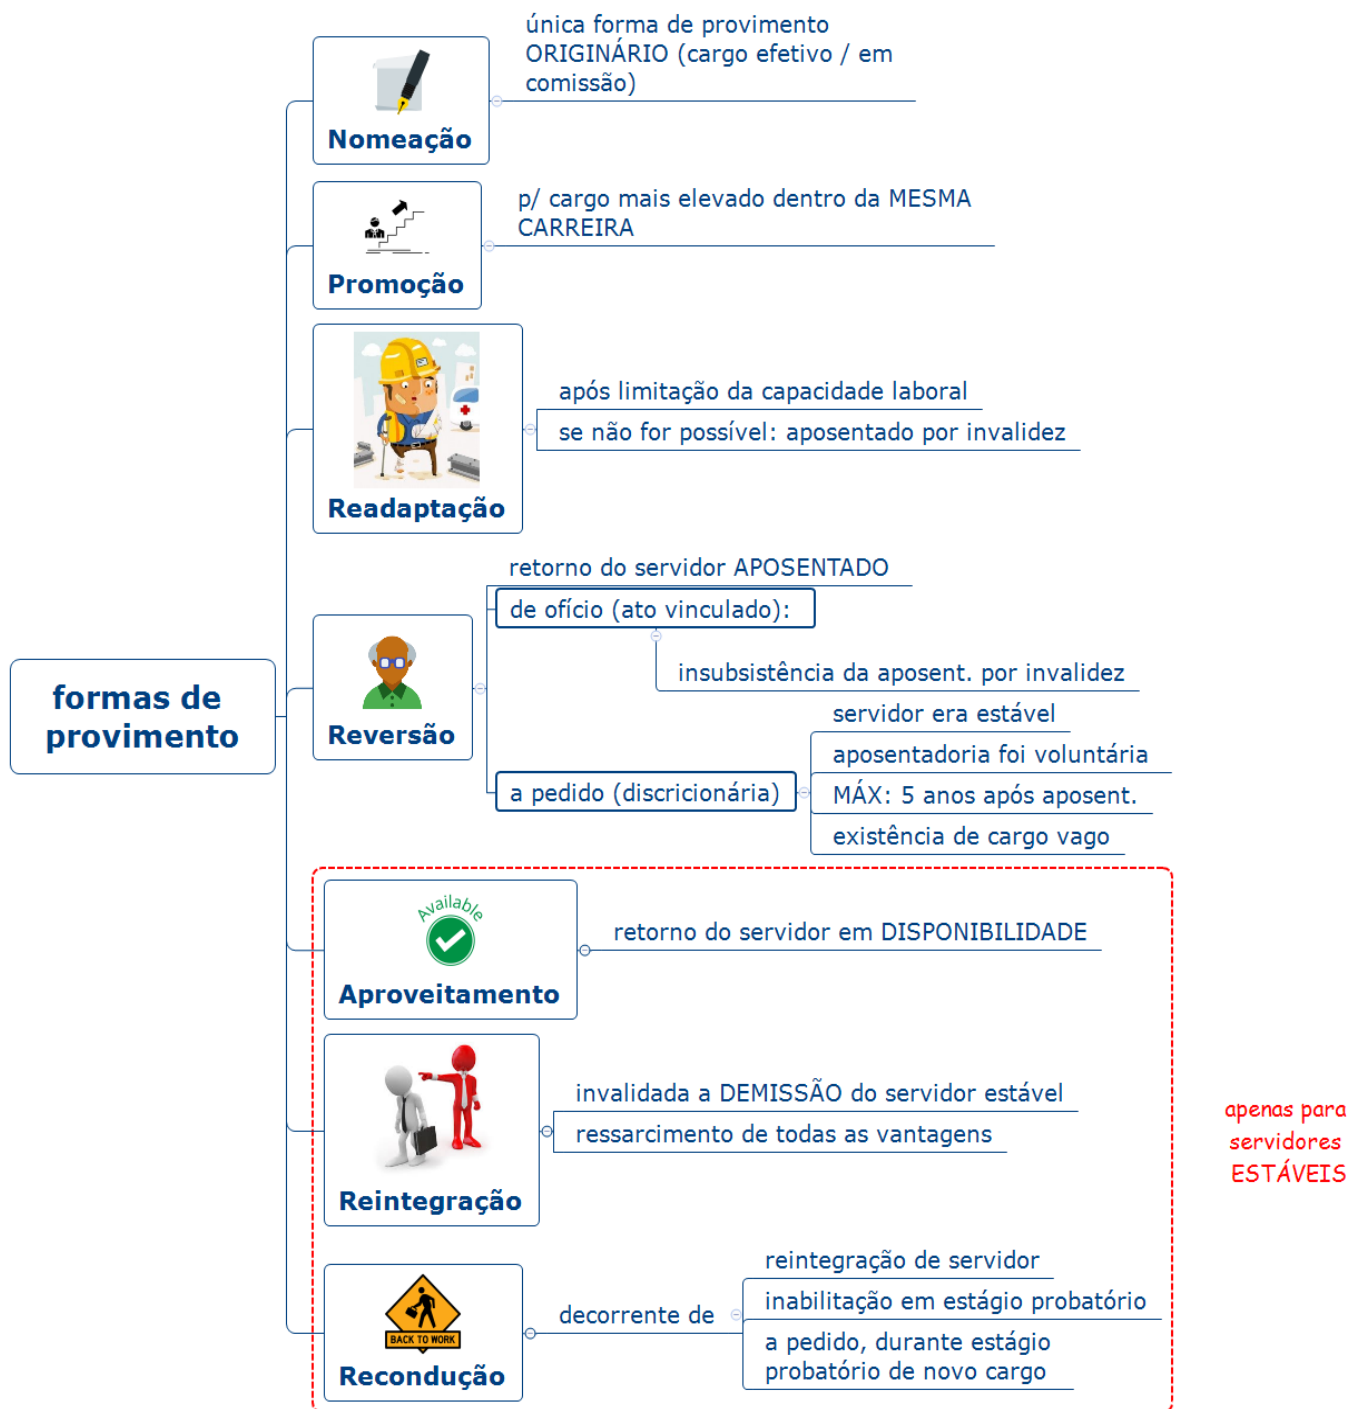 única forma de provimento
ORIGINÁRIO (cargo efetivo / em
comissão)
Nomeação
p/ cargo mais elevado dentro da MESMA
CARREIRA
Promoção
após limitação da capacidade laboral
se não for possível: aposentado por invalidez
Readaptação
retorno do servidor APOSENTADO
de ofício (ato vinculado):
insubsistência da aposent. por invalidez
formas de
provimento
Reversão
servidor era estável
aposentadoria foi voluntária
a pedido (discricionária)
MÁX: 5 anos após aposent.
existência de cargo vago
Available
retorno do servidor em DISPONIBILIDADE
Aproveitamento
invalidada a DEMISSÃO do servidor estável
ressarcimento de todas as vantagens
Reintegração
apenas para
servidores
ESTÁVEIS
reintegração de servidor
decorrente de
inabilitação em estágio probatório
a pedido, durante estágio
probatório de novo cargo
BACK TO WORK
Recondução